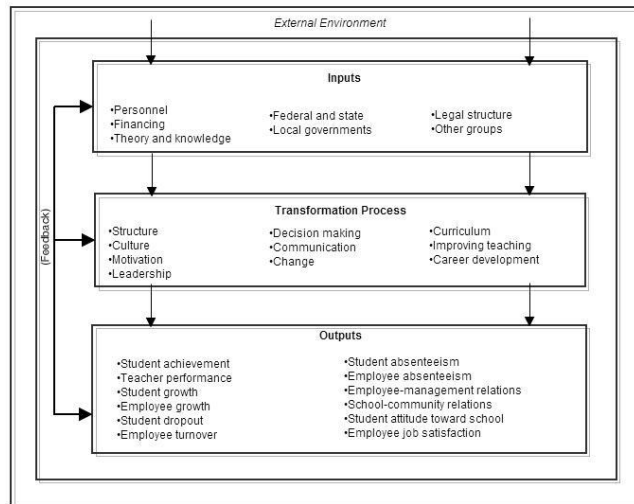 External Environment
Inputs
•Personnel
•Financing
•Theory and knowledge
•Federal and state
•Local governments
•Legal structure
•Other groups
(Feedback)
Transformation Process
•Structure
•Culture
•Motivation
•Leadership
•Decision making
•Communication
•Change
•Curriculum
•Improving teaching
•Career development
Outputs
•Student achievement
•Teacher performance
•Student growth
•Employee growth
•Student dropout
•Employee turnover
•Student absenteeism
•Employee absenteeism
•Employee-management relations
•School-community relations
•Student attitude toward school
•Employee job satisfaction